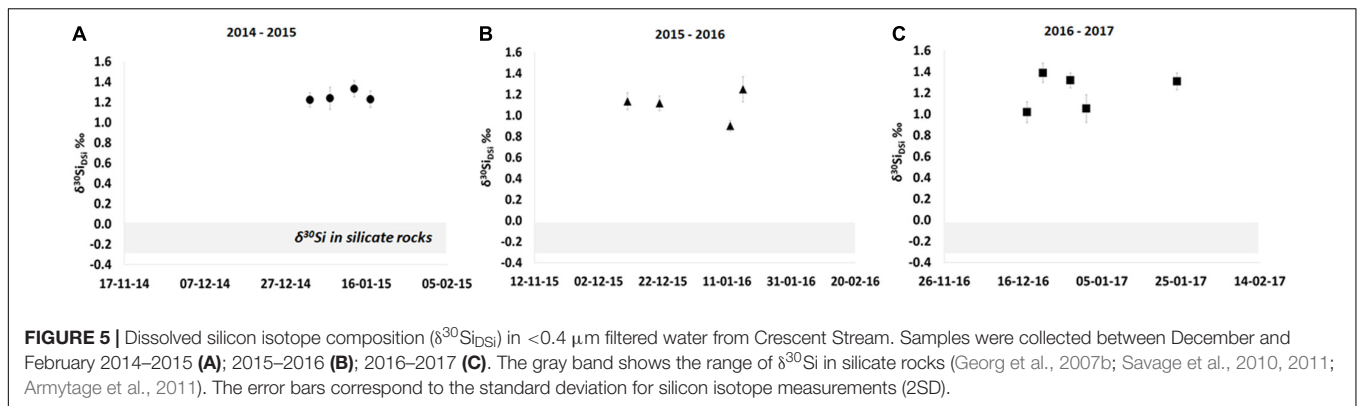 A
2014 - 2015
1.6
1.4
1.2
1.0
0.8
0.6
0.4
0.2
0.0
-0.2
-0.4
δ³⁰Si_DSi ‰
δ³⁰Si in silicate rocks
17-11-14 07-12-14 27-12-14 16-01-15 05-02-15
B
2015 - 2016
1.6
1.4
1.2
1.0
0.8
0.6
0.4
0.2
0.0
-0.2
-0.4
δ³⁰Si_DSi ‰
12-11-15 02-12-15 22-12-15 11-01-16 31-01-16 20-02-16
C
2016 - 2017
1.6
1.4
1.2
1.0
0.8
0.6
0.4
0.2
0.0
-0.2
-0.4
δ³⁰Si_DSi ‰
26-11-16 16-12-16 05-01-17 25-01-17 14-02-17
FIGURE 5 | Dissolved silicon isotope composition (δ³⁰Si_DSi) in <0.4 μm filtered water from Crescent Stream. Samples were collected between December and
February 2014–2015 (A); 2015–2016 (B); 2016–2017 (C). The gray band shows the range of δ³⁰Si in silicate rocks (Georg et al., 2007b; Savage et al., 2010, 2011;
Armytage et al., 2011). The error bars correspond to the standard deviation for silicon isotope measurements (2SD).